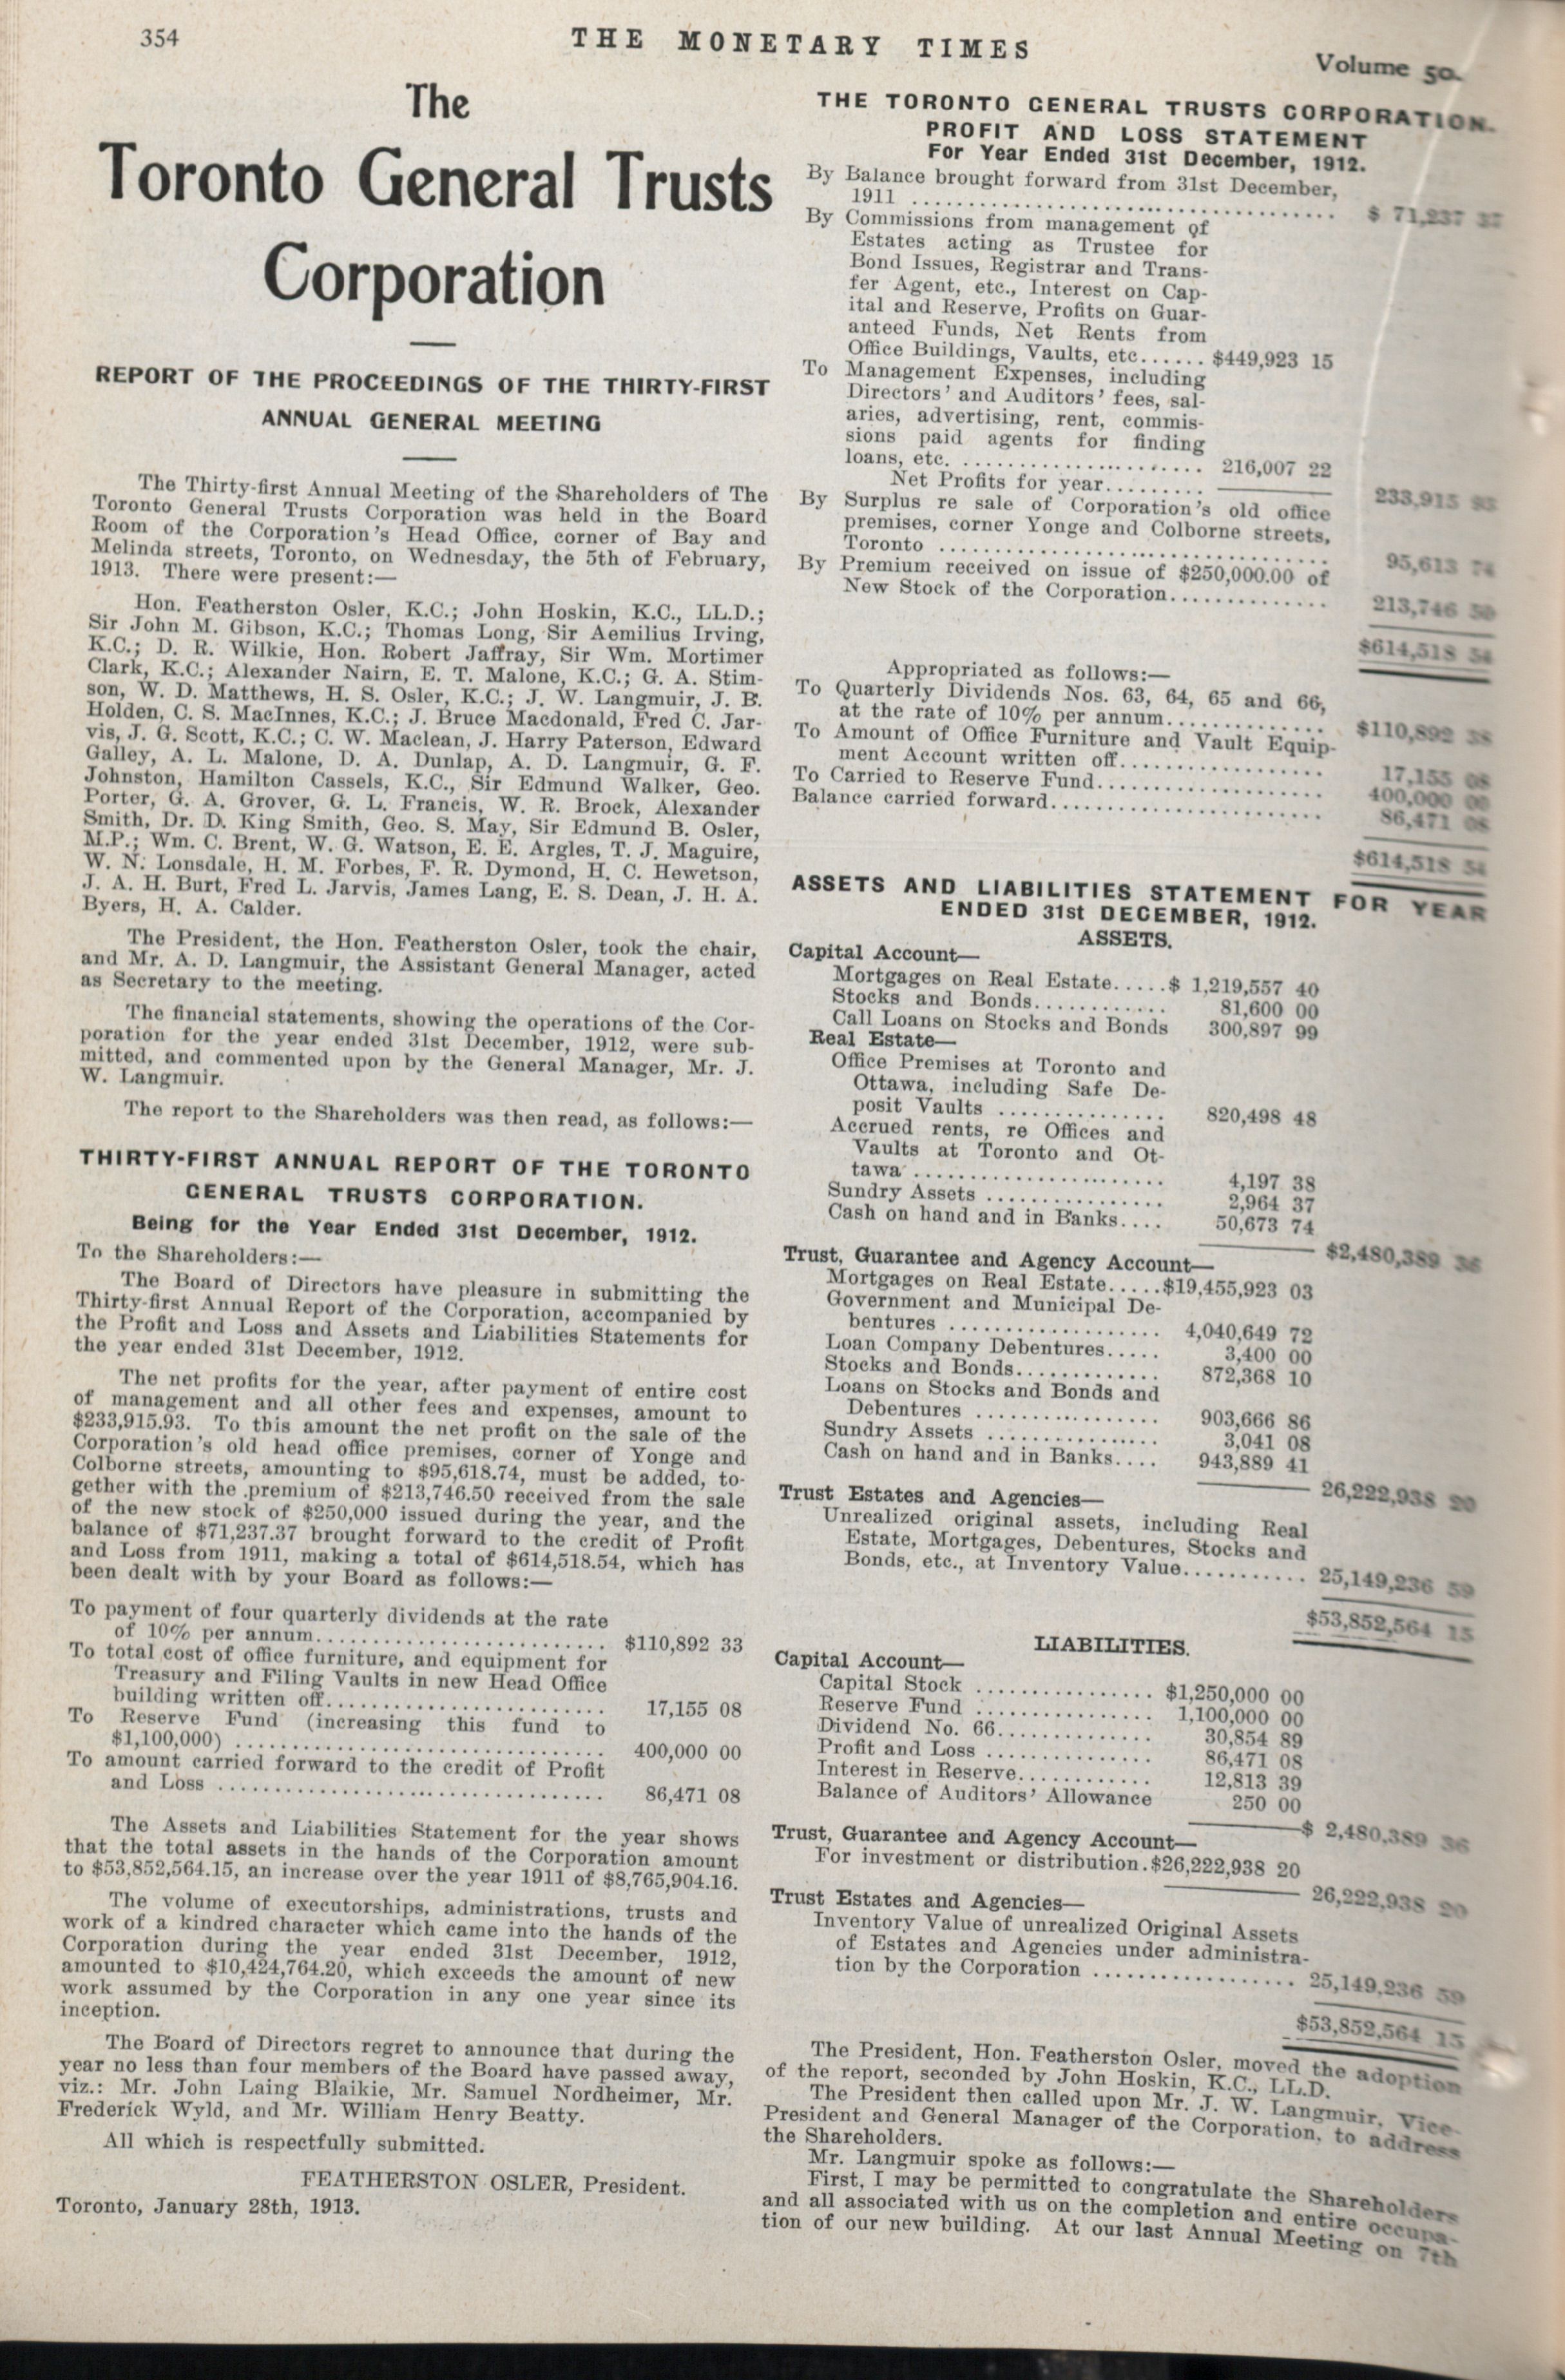 354
THE MONETARY TIMES
Volume 50.
The
Toronto General Trusts
Corporation
REPORT OF THE PROCEEDINGS OF THE THIRTY-FIRST
ANNUAL GENERAL MEETING
The Thirty-first Annual Meeting of the Shareholders of The
Toronto General Trusts Corporation was held in the Board
Room of the Corporation's Head Office, corner of Bay and
Melinda streets, Toronto, on Wednesday, the 5th of February,
1913. There were present:—
Hon. Featherston Osler, K.C.; John Hoskin, K.C., LL.D.;
Sir John M. Gibson, K.C.; Thomas Long, Sir Aemilius Irving,
K.C.; D. R. Wilkie, Hon. Robert Jaffray, Sir Wm. Mortimer
Clark, K.C.; Alexander Nairn, E. T. Malone, K.C.; G. A. Stim-
son, W. D. Matthews, H. S. Osler, K.C.; J. W. Langmuir, J. B.
Holden, C. S. MacInnes, K.C.; J. Bruce Macdonald, Fred C. Jar-
vis, J. G. Scott, K.C.; C. W. Maclean, J. Harry Paterson, Edward
Galley, A. L. Malone, D. A. Dunlap, A. D. Langmuir, G. F.
Johnston, Hamilton Cassels, K.C., Sir Edmund Walker, Geo.
Porter, G. A. Grover, G. L. Francis, W. R. Brock, Alexander
Smith, Dr. D. King Smith, Geo. S. May, Sir Edmund B. Osler,
M.P.; Wm. C. Brent, W. G. Watson, E. E. Argles, T. J. Maguire,
W. N. Lonsdale, H. M. Forbes, F. R. Dymond, H. C. Hewetson,
J. A. H. Burt, Fred L. Jarvis, James Lang, E. S. Dean, J. H. A.
Byers, H. A. Calder.
The President, the Hon. Featherston Osler, took the chair,
and Mr. A. D. Langmuir, the Assistant General Manager, acted
as Secretary to the meeting.
The financial statements, showing the operations of the Cor-
poration for the year ended 31st December, 1912, were sub-
mitted, and commented upon by the General Manager, Mr. J.
W. Langmuir.
The report to the Shareholders was then read, as follows:—
THIRTY-FIRST ANNUAL REPORT OF THE TORONTO
GENERAL TRUSTS CORPORATION.
Being for the Year Ended 31st December, 1912.
To the Shareholders:—
The Board of Directors have pleasure in submitting the
Thirty-first Annual Report of the Corporation, accompanied by
the Profit and Loss and Assets and Liabilities Statements for
the year ended 31st December, 1912.
The net profits for the year, after payment of entire cost
of management and all other fees and expenses, amount to
$233,915.93. To this amount the net profit on the sale of the
Corporation's old head office premises, corner of Yonge and
Colborne streets, amounting to $95,618.74, must be added, to-
gether with the premium of $213,746.50 received from the sale
of the new stock of $250,000 issued during the year, and the
balance of $71,237.37 brought forward to the credit of Profit
and Loss from 1911, making a total of $614,518.54, which has
been dealt with by your Board as follows:—
To payment of four quarterly dividends at the rate
of 10% per annum.......................... $110,892 33
To total cost of office furniture, and equipment for
Treasury and Filing Vaults in new Head Office
building written off......................... 17,155 08
To Reserve Fund (increasing this fund to
$1,100,000) ................................. 400,000 00
To amount carried forward to the credit of Profit
and Loss ................................... 86,471 08
The Assets and Liabilities Statement for the year shows
that the total assets in the hands of the Corporation amount
to $53,852,564.15, an increase over the year 1911 of $8,765,904.16.
The volume of executorships, administrations, trusts and
work of a kindred character which came into the hands of the
Corporation during the year ended 31st December, 1912,
amounted to $10,424,764.20, which exceeds the amount of new
work assumed by the Corporation in any one year since its
inception.
The Board of Directors regret to announce that during the
year no less than four members of the Board have passed away,
viz.: Mr. John Laing Blaikie, Mr. Samuel Nordheimer, Mr.
Frederick Wyld, and Mr. William Henry Beatty.
All which is respectfully submitted.
FEATHERSTON OSLER, President.
Toronto, January 28th, 1913.
THE TORONTO GENERAL TRUSTS CORPORATION.
PROFIT AND LOSS STATEMENT
For Year Ended 31st December, 1912.
By Balance brought forward from 31st December,
1911 ...................................... $ 71,237 37
By Commissions from management of
Estates acting as Trustee for
Bond Issues, Registrar and Trans-
fer Agent, etc., Interest on Cap-
ital and Reserve, Profits on Guar-
anteed Funds, Net Rents from
Office Buildings, Vaults, etc...... $449,923 15
To Management Expenses, including
Directors' and Auditors' fees, sal-
aries, advertising, rent, commis-
sions paid agents for finding
loans, etc. ...................... 216,007 22
Net Profits for year......... 233,915 93
By Surplus re sale of Corporation's old office
premises, corner Yonge and Colborne streets,
Toronto ................................... 95,613 74
By Premium received on issue of $250,000.00 of
New Stock of the Corporation.............. 213,746 50
$614,518 54
Appropriated as follows:—
To Quarterly Dividends Nos. 63, 64, 65 and 66,
at the rate of 10% per annum.............. $110,892 38
To Amount of Office Furniture and Vault Equip-
ment Account written off.................. 17,155 08
To Carried to Reserve Fund.................... 400,000 00
Balance carried forward........................ 86,471 08
$614,518 54
ASSETS AND LIABILITIES STATEMENT FOR YEAR
ENDED 31st DECEMBER, 1912.
ASSETS.
Capital Account—
Mortgages on Real Estate.....$ 1,219,557 40
Stocks and Bonds............ 81,600 00
Call Loans on Stocks and Bonds 300,897 99
Real Estate—
Office Premises at Toronto and
Ottawa, including Safe De-
posit Vaults ............... 820,498 48
Accrued rents, re Offices and
Vaults at Toronto and Ot-
tawa ...................... 4,197 38
Sundry Assets ................ 2,964 37
Cash on hand and in Banks.... 50,673 74
$2,480,389 36
Trust, Guarantee and Agency Account—
Mortgages on Real Estate.....$19,455,923 03
Government and Municipal De-
bentures ................... 4,040,649 72
Loan Company Debentures..... 3,400 00
Stocks and Bonds............. 872,368 10
Loans on Stocks and Bonds and
Debentures ................. 903,666 86
Sundry Assets ............... 3,041 08
Cash on hand and in Banks.... 943,889 41
26,222,938 20
Trust Estates and Agencies—
Unrealized original assets, including Real
Estate, Mortgages, Debentures, Stocks and
Bonds, etc., at Inventory Value........... 25,149,236 59
$53,852,564 15
LIABILITIES.
Capital Account—
Capital Stock ................ $1,250,000 00
Reserve Fund ................ 1,100,000 00
Dividend No. 66.............. 30,854 89
Profit and Loss ............... 86,471 08
Interest in Reserve............ 12,813 39
Balance of Auditors' Allowance 250 00
$ 2,480,389 36
Trust, Guarantee and Agency Account—
For investment or distribution.$26,222,938 20
26,222,938 20
Trust Estates and Agencies—
Inventory Value of unrealized Original Assets
of Estates and Agencies under administra-
tion by the Corporation .................. 25,149,236 59
$53,852,564 15
The President, Hon. Featherston Osler, moved the adoption
of the report, seconded by John Hoskin, K.C., LL.D.
The President then called upon Mr. J. W. Langmuir, Vice-
President and General Manager of the Corporation, to address
the Shareholders.
Mr. Langmuir spoke as follows:—
First, I may be permitted to congratulate the Shareholders
and all associated with us on the completion and entire occupa-
tion of our new building. At our last Annual Meeting on 7th